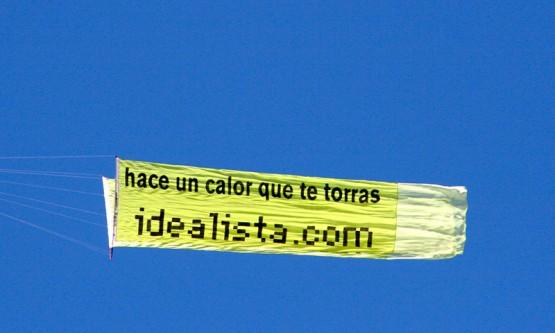 hace un calor que te torras
idealista.com